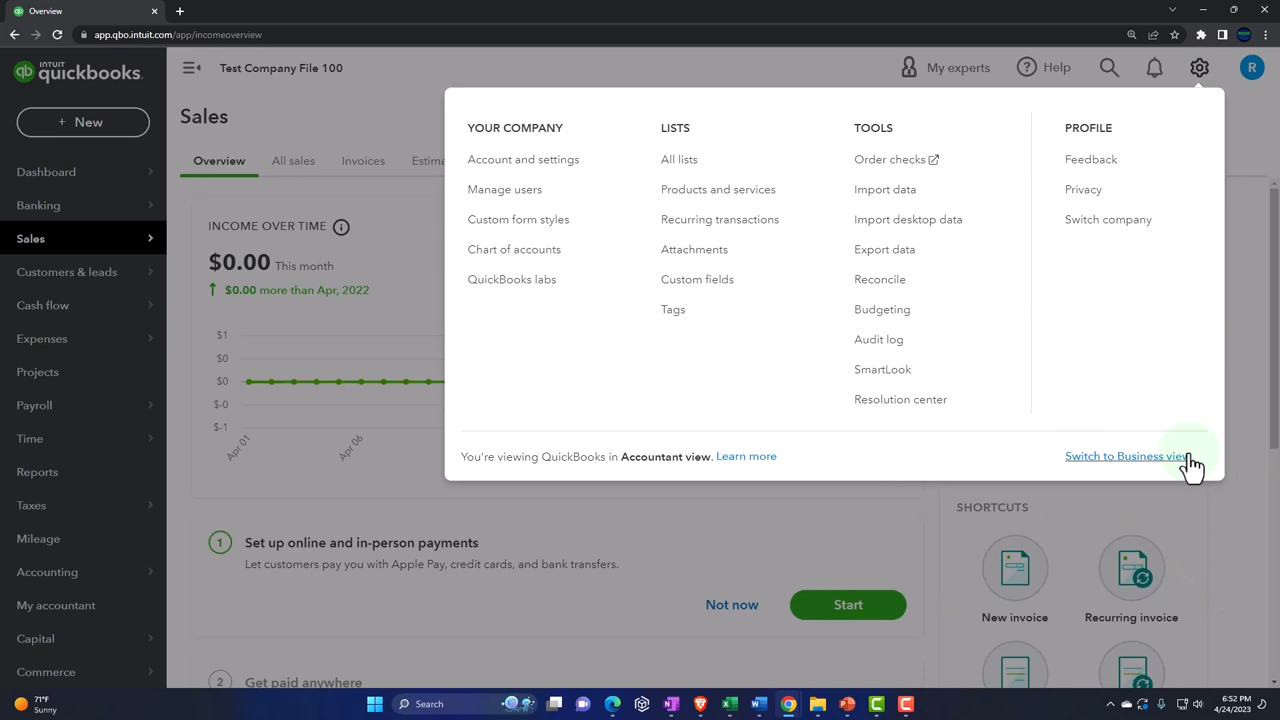 Overview
app.qbo.intuit.com/app/incomeoverview
INTUIT
quickbooks.
Test Company File 100
My experts
Help
R
+ New
Dashboard
Banking
Sales
Customers & leads
Cash flow
Expenses
Projects
Payroll
Time
Reports
Taxes
Mileage
Accounting
My accountant
Capital
Commerce
Sales
Overview
All sales
Invoices
Estima
INCOME OVER TIME
$0.00 This month
$0.00 more than Apr, 2022
$1
$0
$0
$-0
$-1
Apr 01
Apr 06
YOUR COMPANY
Account and settings
Manage users
Custom form styles
Chart of accounts
QuickBooks labs
LISTS
All lists
Products and services
Recurring transactions
Attachments
Custom fields
Tags
TOOLS
Order checks
Import data
Import desktop data
Export data
Reconcile
Budgeting
Audit log
SmartLook
Resolution center
PROFILE
Feedback
Privacy
Switch company
You're viewing QuickBooks in Accountant view. Learn more
Switch to Business view
1
Set up online and in-person payments
Let customers pay you with Apple Pay, credit cards, and bank transfers.
Not now
Start
2
Get paid anywhere
SHORTCUTS
New invoice
Recurring invoice
71°F
Sunny
Search
6:52 PM
4/24/2023